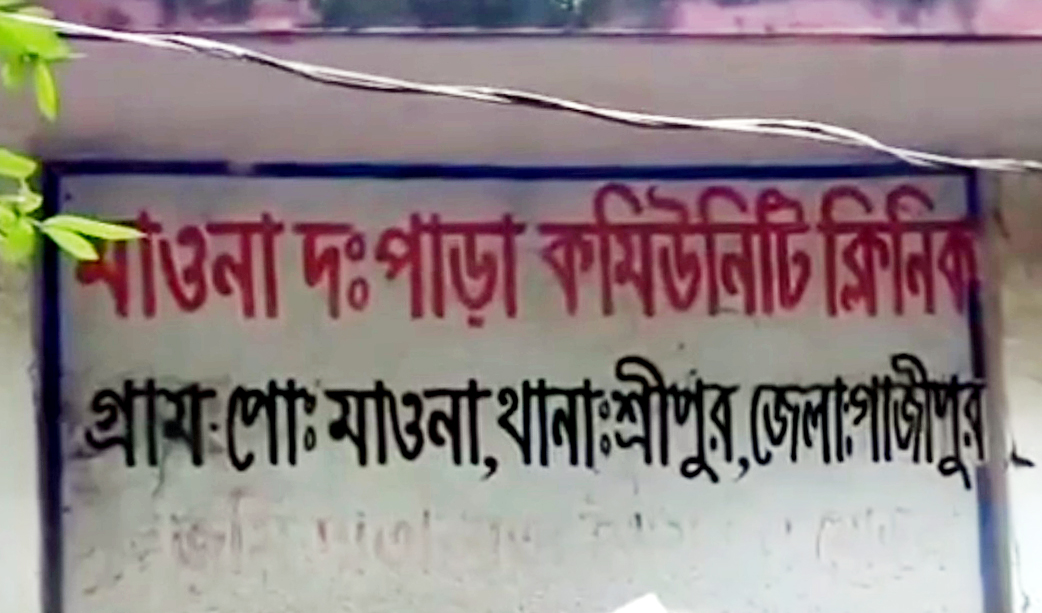 মাওনা দঃ পাড়া কমিউনিটি ক্লিনিক
গ্রাম: পোঃ মাওনা, থানাঃ শ্রীপুর, জেলা: গাজীপুর